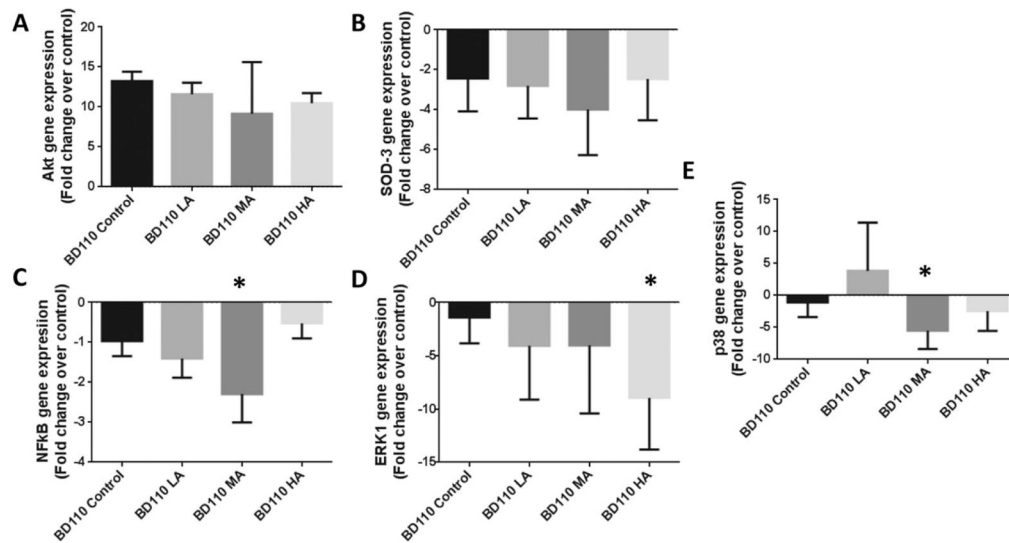 A
Akt gene expression
(Fold change over control)
15
10
5
0
BD110 Control
BD110 LA
BD110 MA
BD110 HA
B
SOD-3 gene expression
(Fold change over control)
0
-2
-4
-6
-8
BD110 Control
BD110 LA
BD110 MA
BD110 HA
C
NFkB gene expresiion
(Fold change over control)
0
-1
-2
-3
-4
*
BD110 Control
BD110 LA
BD110 MA
BD110 HA
D
ERK1 gene expression
(Fold change over control)
0
-5
-10
-15
*
BD110 Control
BD110 LA
BD110 MA
BD110 HA
E
p38 gene expression
(Fold change over control)
15
10
5
0
-5
-10
*
BD110 Control
BD110 LA
BD110 MA
BD110 HA